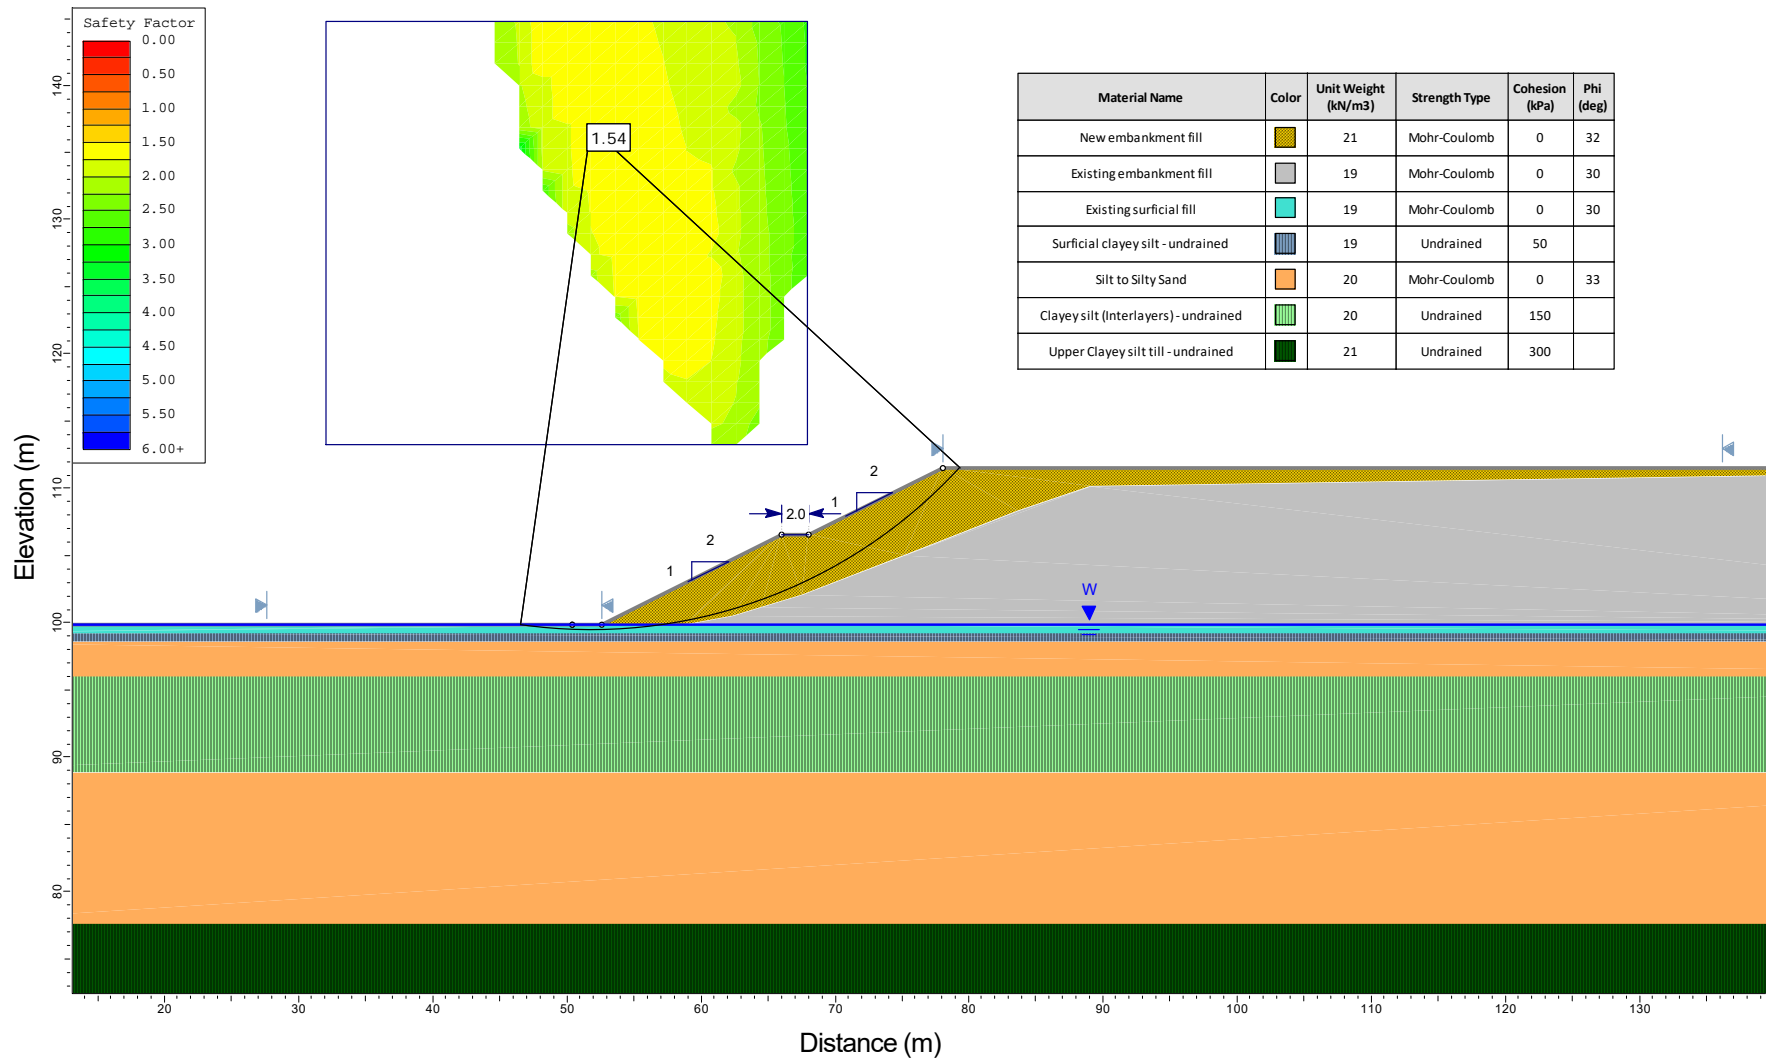 Safety Factor
0.00
0.50
1.00
1.50
2.00
2.50
3.00
3.50
4.00
4.50
5.00
5.50
6.00+
1.54
Material Name Color Unit Weight (kN/m3) Strength Type Cohesion (kPa) Phi (deg)
New embankment fill 21 Mohr-Coulomb 0 32
Existing embankment fill 19 Mohr-Coulomb 0 30
Existing surficial fill 19 Mohr-Coulomb 0 30
Surficial clayey silt - undrained 19 Undrained 50
Silt to Silty Sand 20 Mohr-Coulomb 0 33
Clayey silt (Interlayers) - undrained 20 Undrained 150
Upper Clayey silt till - undrained 21 Undrained 300
Elevation (m)
140
130
120
110
100
90
80
2
1
2.0
2
1
W
20 30 40 50 60 70 80 90 100 110 120 130
Distance (m)